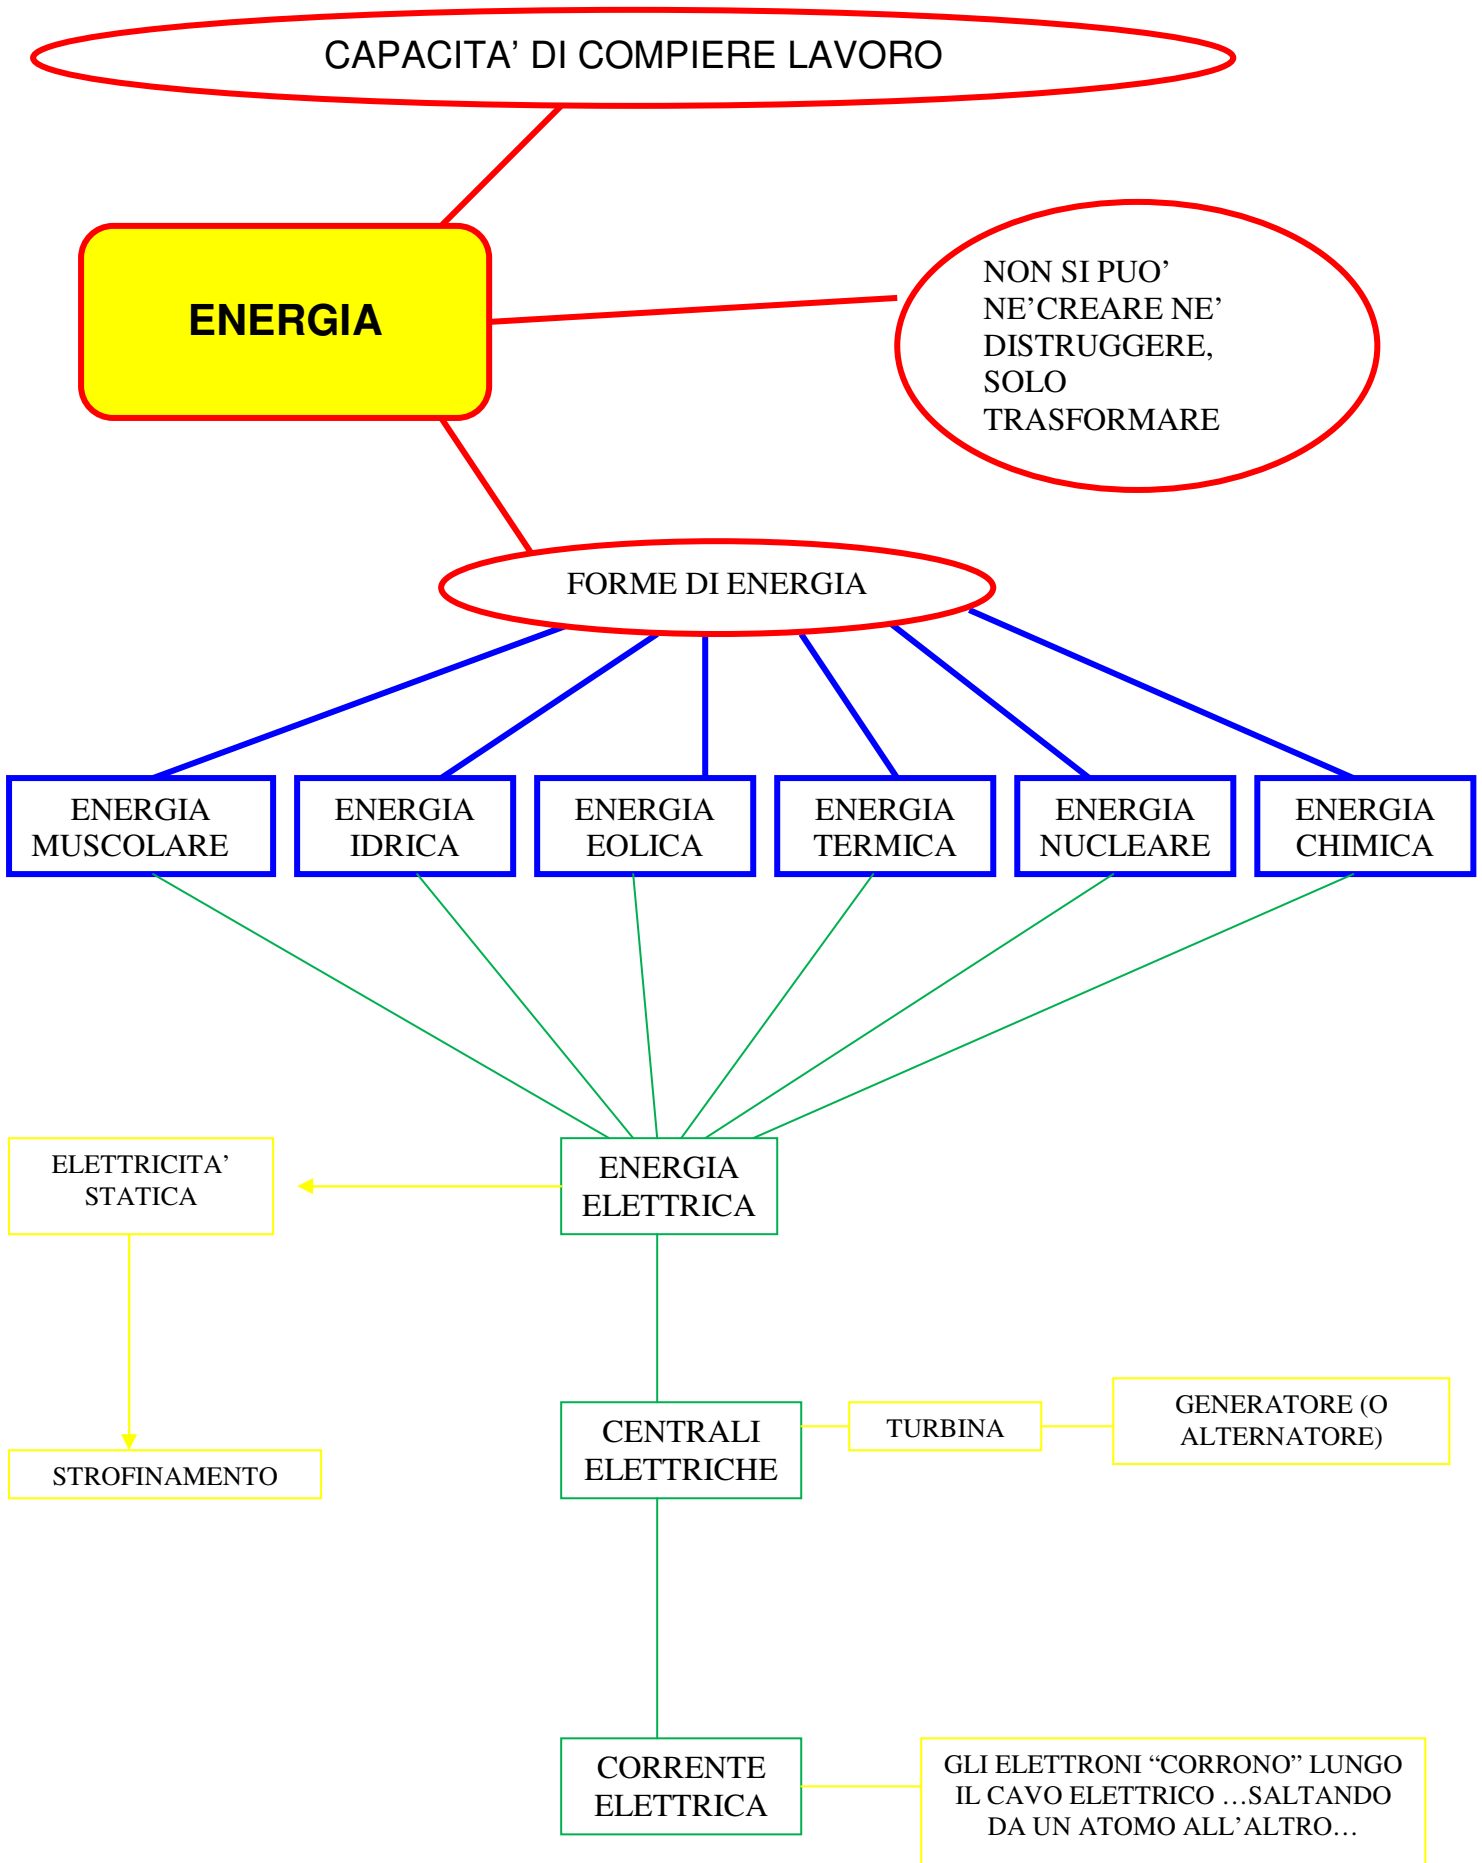 CAPACITA’ DI COMPIERE LAVORO
ENERGIA
NON SI PUO’
NE’CREARE NE’
DISTRUGGERE,
SOLO
TRASFORMARE
FORME DI ENERGIA
ENERGIA
MUSCOLARE
ENERGIA
IDRICA
ENERGIA
EOLICA
ENERGIA
TERMICA
ENERGIA
NUCLEARE
ENERGIA
CHIMICA
ELETTRICITA’
STATICA
ENERGIA
ELETTRICA
STROFINAMENTO
CENTRALI
ELETTRICHE
TURBINA
GENERATORE (O
ALTERNATORE)
CORRENTE
ELETTRICA
GLI ELETTRONI “CORRONO” LUNGO
IL CAVO ELETTRICO …SALTANDO
DA UN ATOMO ALL’ALTRO…